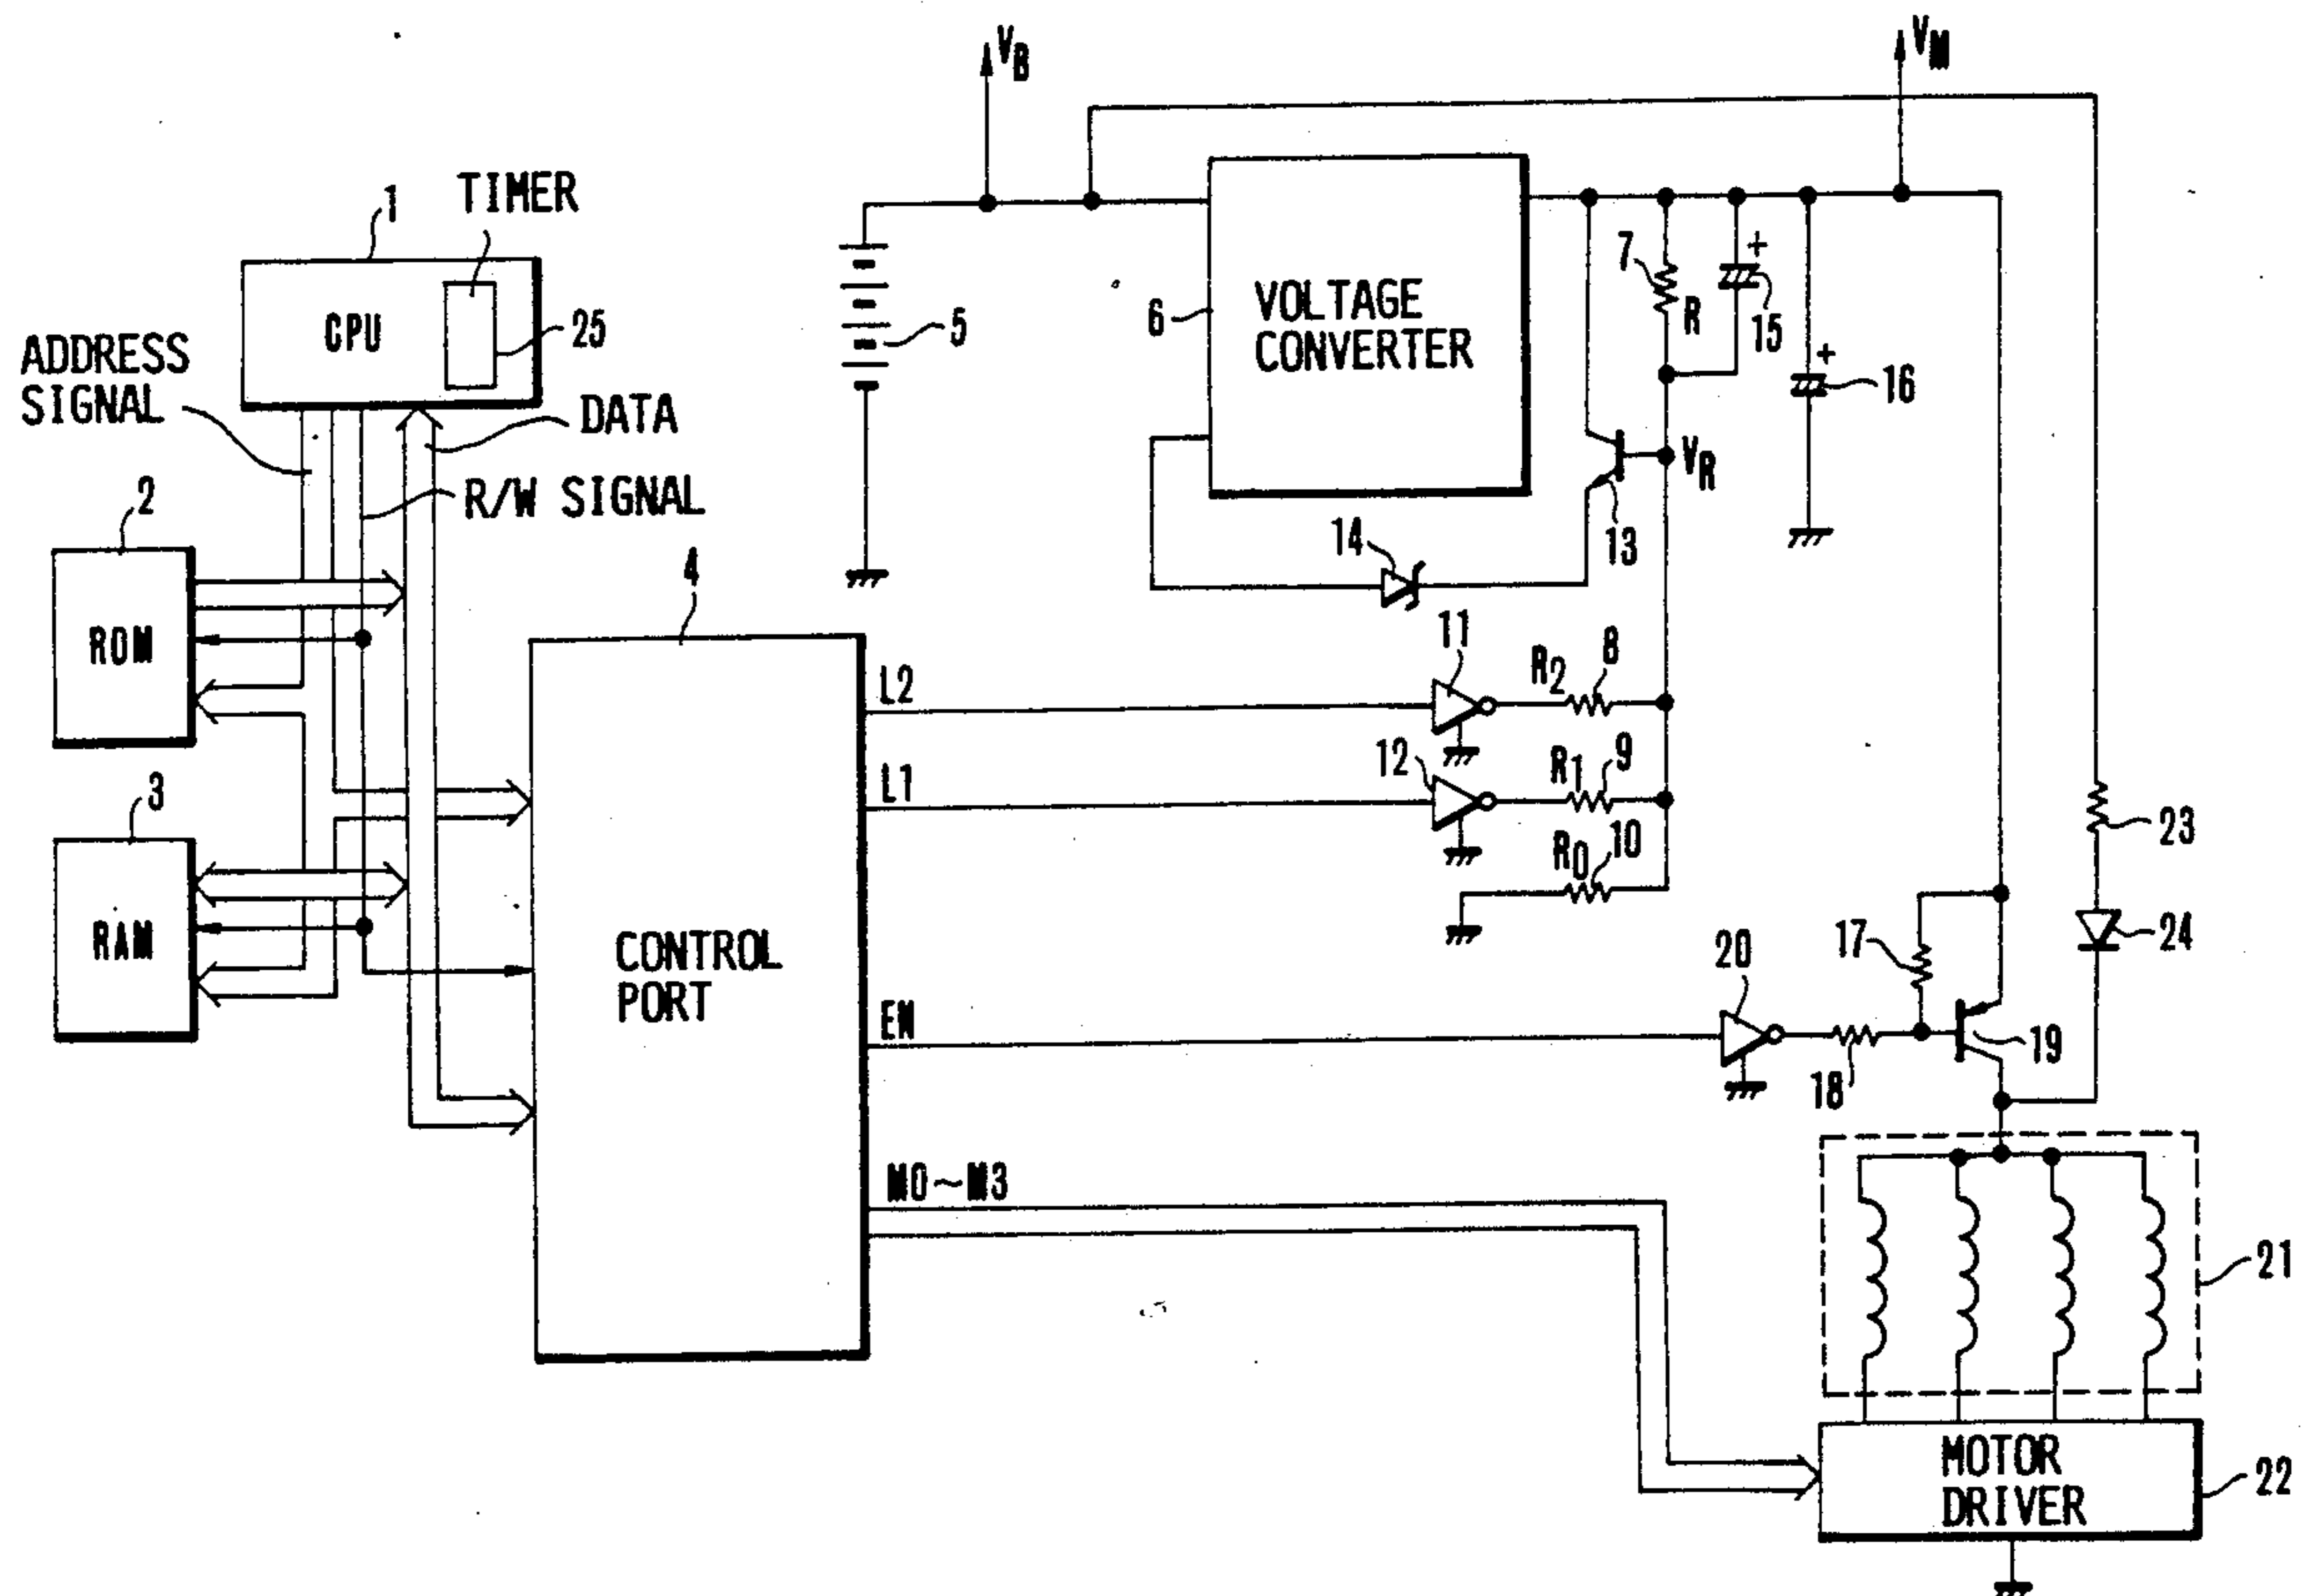 VB
VM
TIMER
1
CPU
25
ADDRESS
SIGNAL
DATA
R/W SIGNAL
5
6
VOLTAGE
CONVERTER
7
R
15
+
+
16
VR
13
14
2
ROM
3
RAM
4
CONTROL
PORT
L2
11
R2
8
L1
12
R1
9
R0
10
EN
20
18
17
19
23
24
M0~M3
21
MOTOR
DRIVER
22